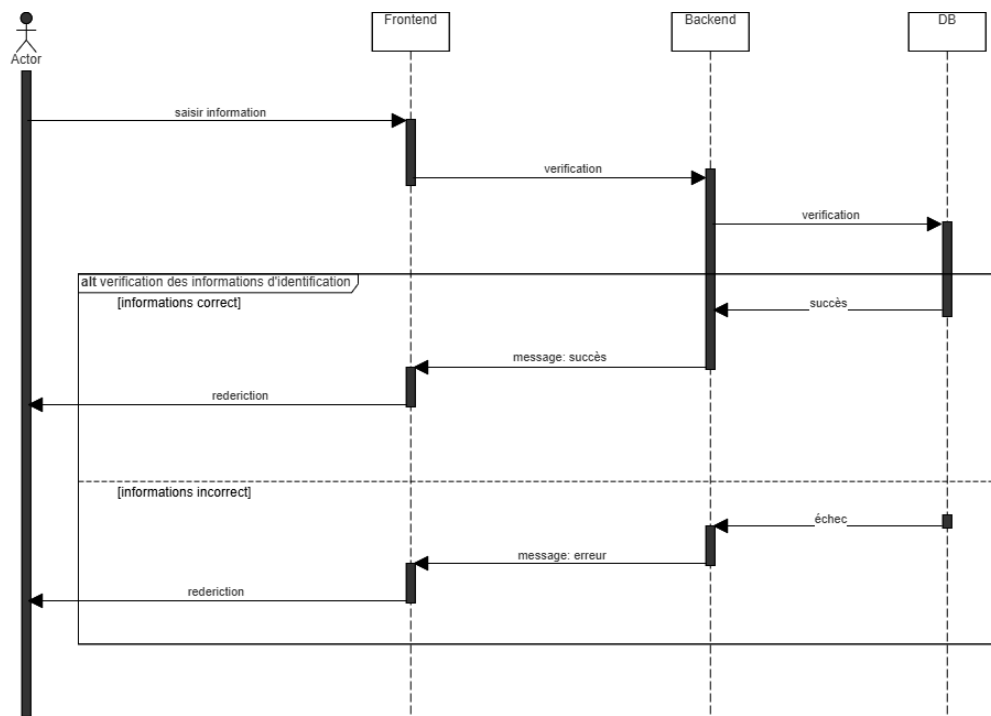 Frontend
Backend
DB
Actor
saisir information
verification
verification
alt verification des informations d'identification
[informations correct]
succès
message: succès
rederiction
[informations incorrect]
échec
message: erreur
rederiction